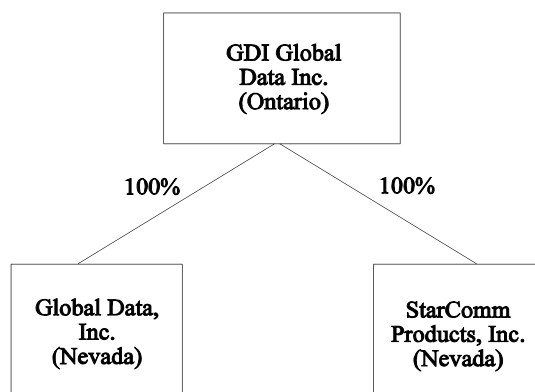 GDI Global
Data Inc.
(Ontario)
100%
100%
Global Data,
Inc.
(Nevada)
StarComm
Products, Inc.
(Nevada)